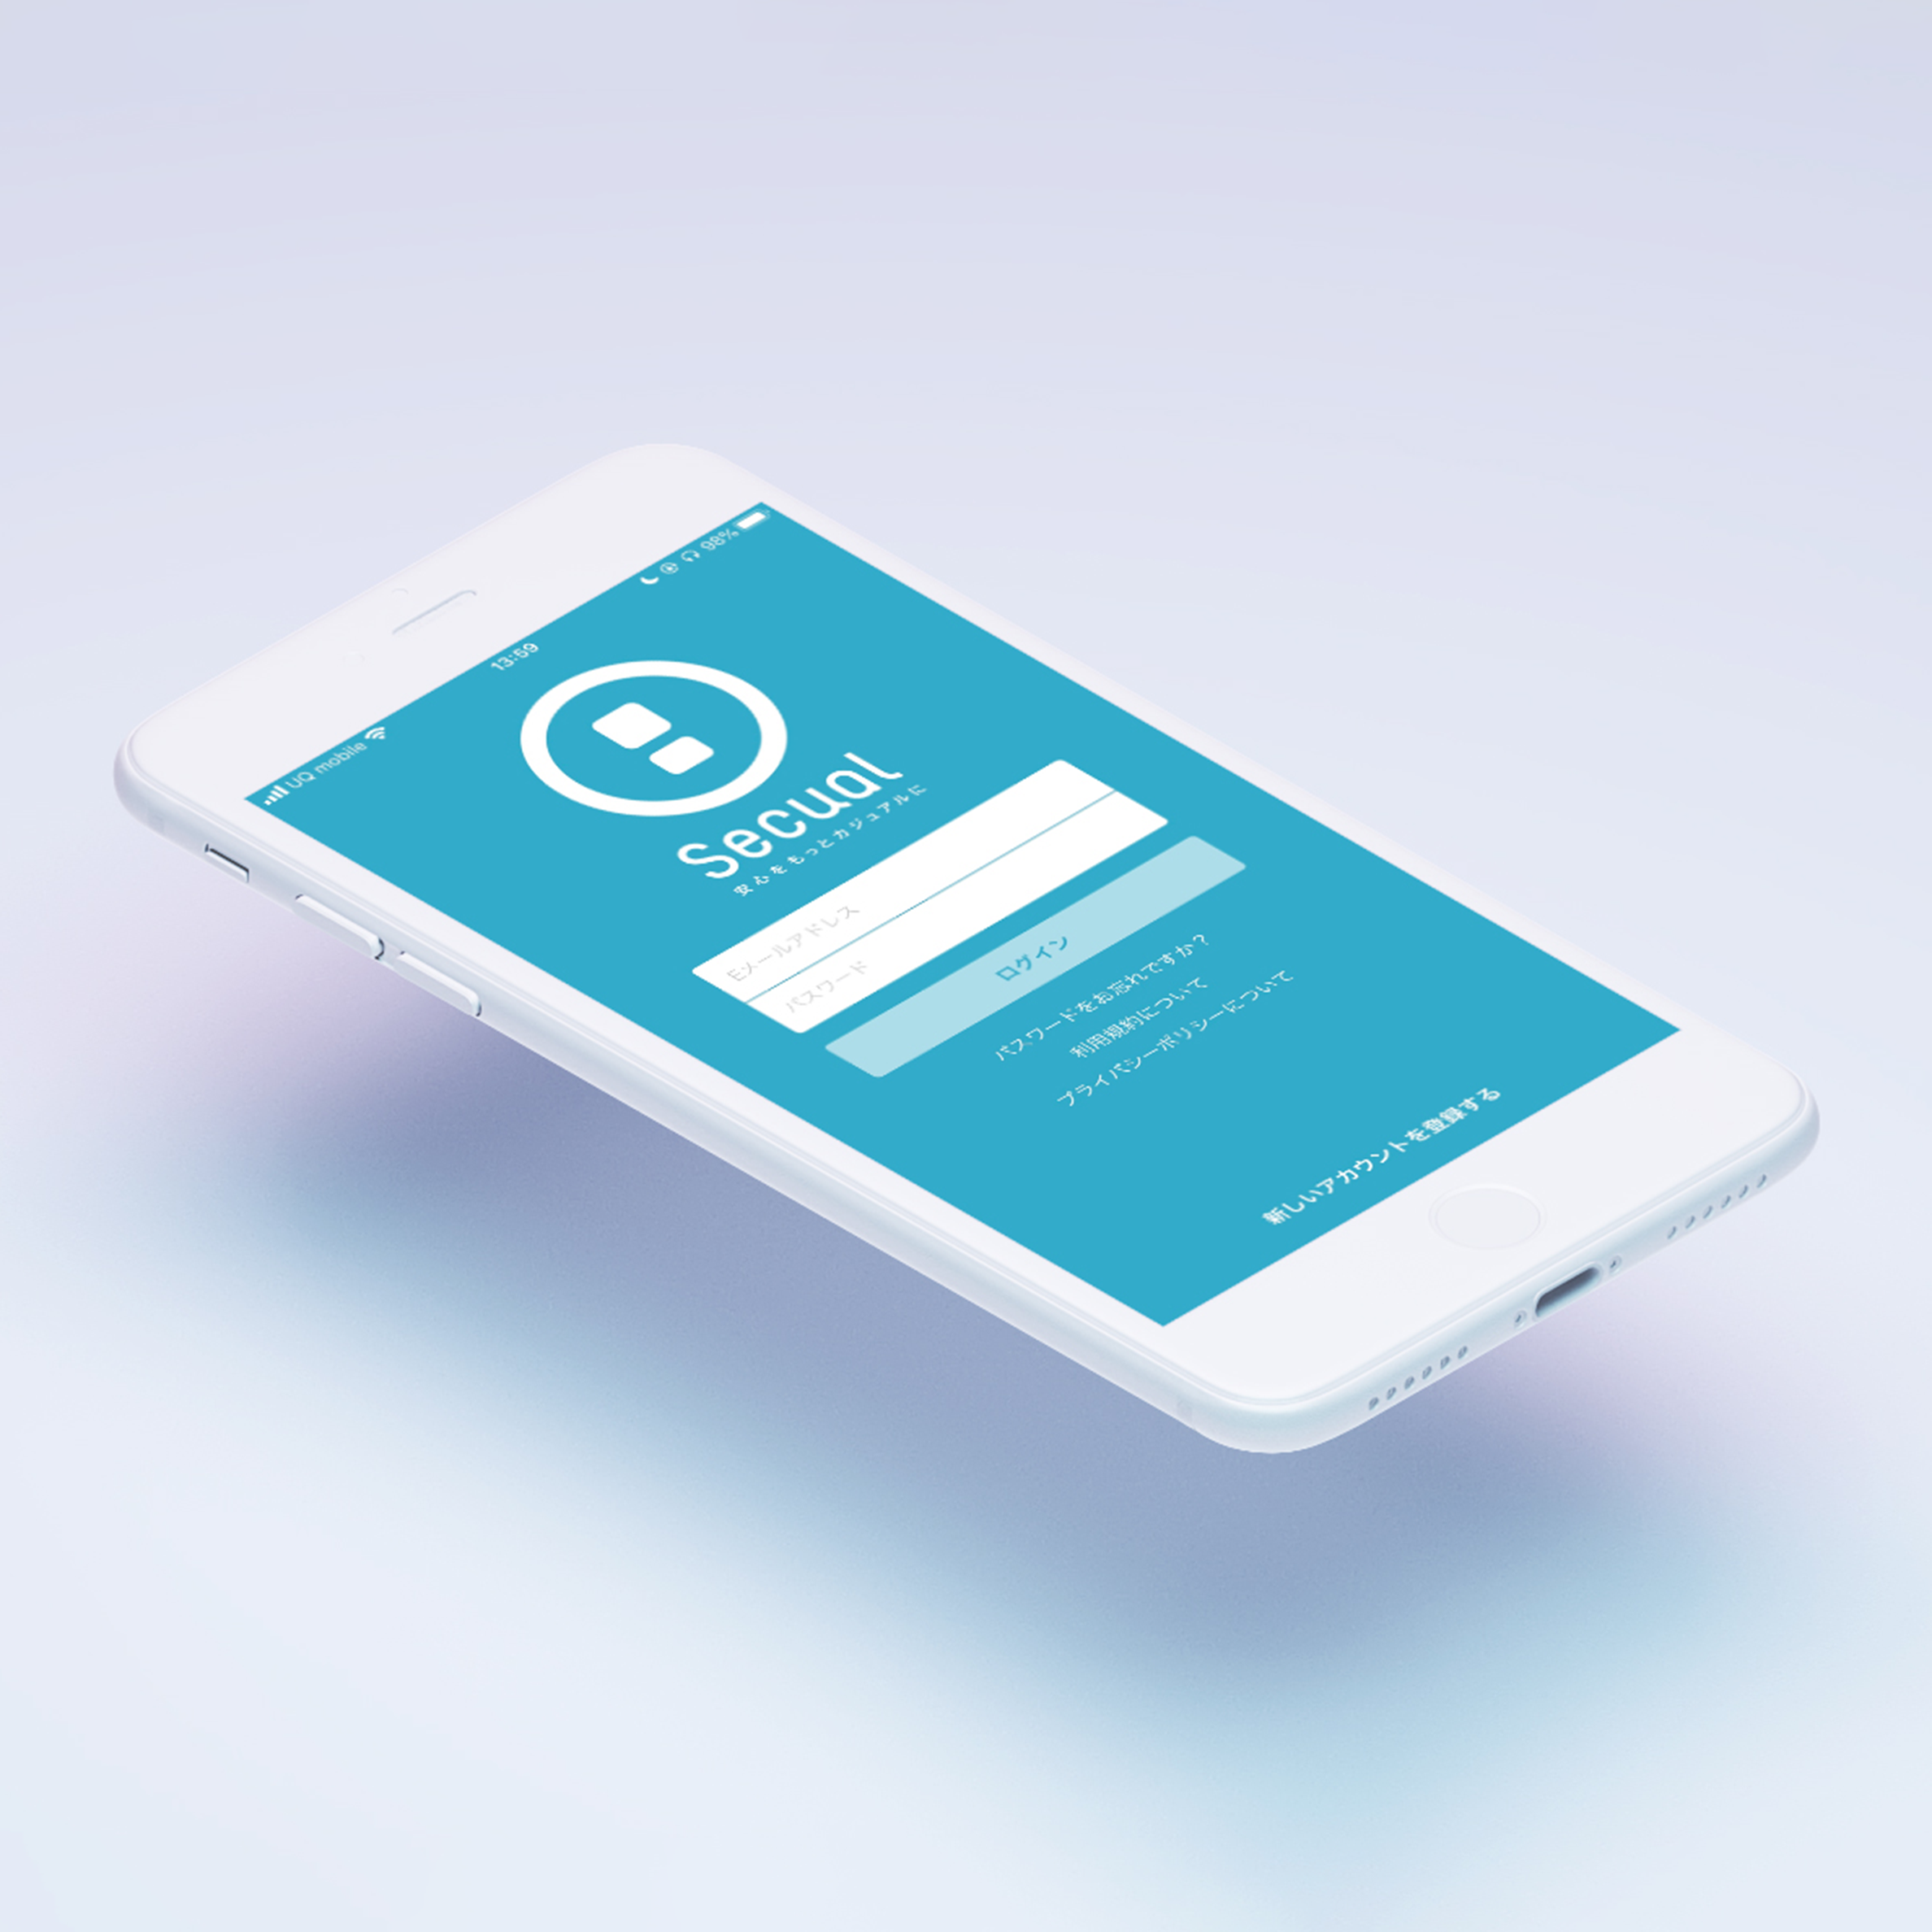 UQ mobile 13:59 98%
Secual
安心をもっとカジュアルに
Eメールアドレス
パスワード
ログイン
パスワードをお忘れですか？
利用規約について
プライバシーポリシーについて
新しいアカウントを登録する